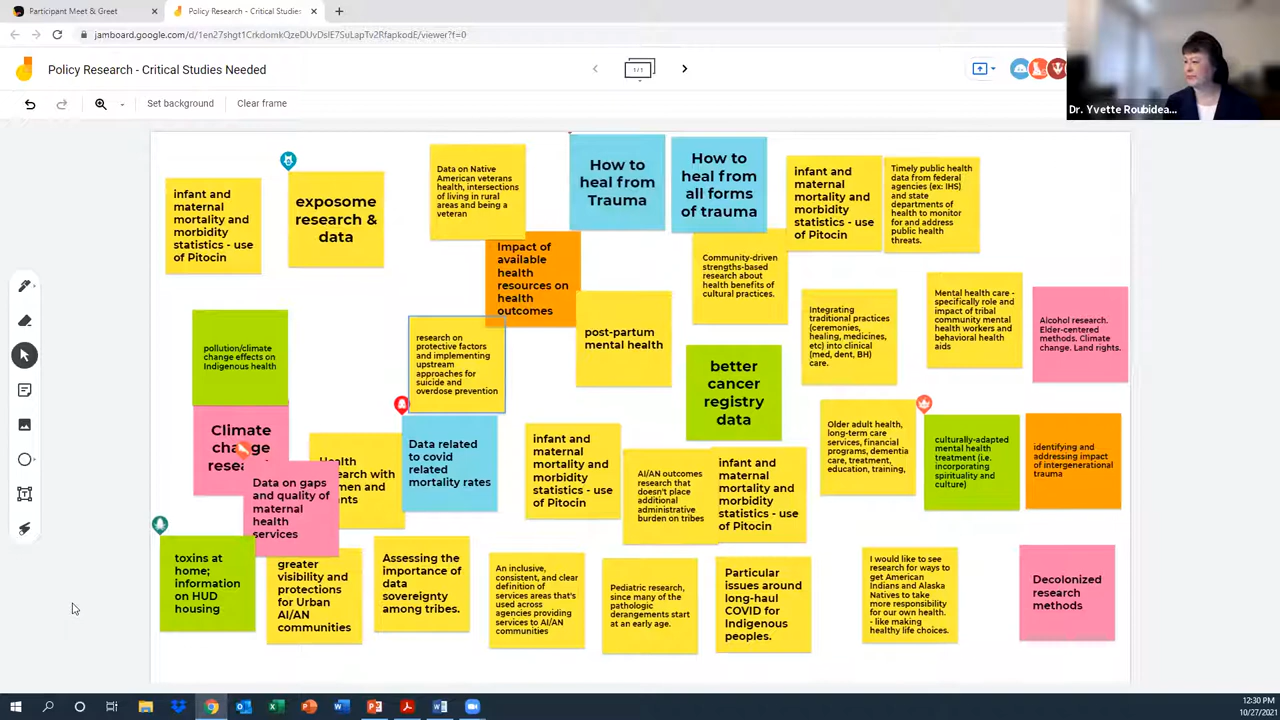 Participant Meet & Greet
Policy Research - Critical Studies
jamboard.google.com/d/1en27shgt1CrkdomkQzeDUvDsIE7SuLapTv2RfapkodE/viewer?f=0
Policy Research - Critical Studies Needed
1/1
Set background
Clear frame
Dr. Yvette Roubidea...
infant and
maternal
mortality and
morbidity
statistics - use
of Pitocin
exposome
research &
data
Data on Native
American veterans
health, intersections
of living in rural
areas and being a
veteran
How to
heal from
Trauma
How to
heal from
all forms
of trauma
infant and
maternal
mortality and
morbidity
statistics - use
of Pitocin
Timely public health
data from federal
agencies (ex: IHS)
and state
departments of
health to monitor
for and address
public health
threats.
Impact of
available
health
resources on
health
outcomes
Community-driven
strengths-based
research about
health benefits of
cultural practices.
pollution/climate
change effects on
Indigenous health
research on
protective factors
and implementing
upstream
approaches for
suicide and
overdose prevention
post-partum
mental health
better
cancer
registry
data
Integrating
traditional practices
(ceremonies,
healing, medicines,
etc) into clinical
(med, dent, BH)
care.
Mental health care -
specifically role and
impact of tribal
community mental
health workers and
behavioral health
aids
Alcohol research.
Elder-centered
methods. Climate
change. Land rights.
Climate
change
Data on gaps
and quality of
maternal
health
services
with
and
Data related
to covid
related
mortality rates
infant and
maternal
mortality and
morbidity
statistics - use
of Pitocin
AI/AN outcomes
research that
doesn't place
additional
administrative
burden on tribes
infant and
maternal
mortality and
morbidity
statistics - use
of Pitocin
Older adult health,
long-term care
services, financial
programs, dementia
care, treatment,
education, training,
culturally-adapted
mental health
treatment (i.e.
incorporating
spirituality and
culture)
identifying and
addressing impact
of intergenerational
trauma
toxins at
home;
information
on HUD
housing
greater
visibility and
protections
for Urban
AI/AN
communities
Assessing the
importance of
data
sovereignty
among tribes.
An inclusive,
consistent, and clear
definition of
services areas that's
used across
agencies providing
services to AI/AN
communities
Pediatric research,
since many of the
pathologic
derangements start
at an early age.
Particular
issues around
long-haul
COVID for
Indigenous
peoples.
I would like to see
research for ways to
get American
Indians and Alaska
Natives to take
more responsibility
for our own health.
- like making
healthy life choices.
Decolonized
research
methods
12:30 PM
10/27/2021